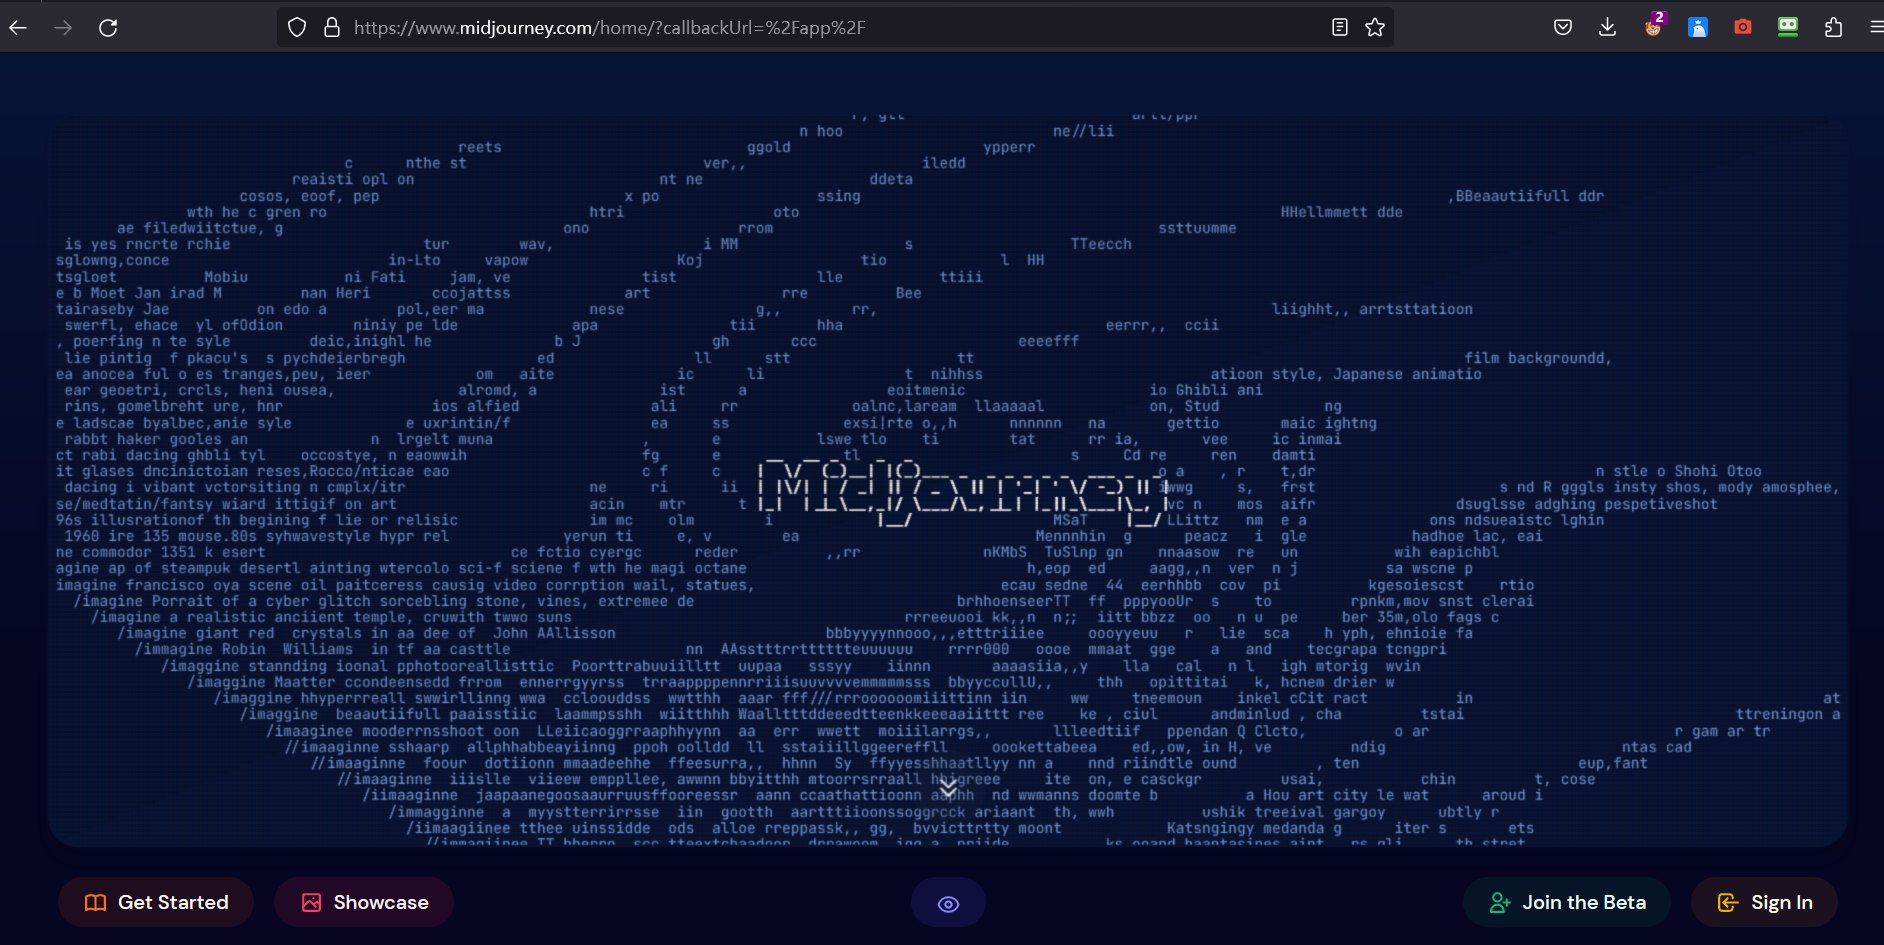 https://www.midjourney.com/home/?callbackUrl=%2Fapp%2F
2
n hoo ne//lii
reets ggold ypperr
c nthe st ver,, iledd
reaisti opl on nt ne ddeta
cosos, eoof, pep x po ssing ,BBeaautiifull ddr
wth he c gren ro htri oto HHellmmett dde
ae filedwiitctue, g ono rrom ssttuumme
is yes rncrte rchie tur wav, i MM s TTeecch
sglowng,conce in-Lto vapow Koj tio l HH
tsgloet Mobiu ni Fati jam, ve tist lle ttiii
e b Moet Jan irad M nan Heri ccojattss art rre Bee
tairaseby Jae on edo a pol,eer ma nese g,, rr, liighht,, arrtsttatioon
swerfl, ehace yl ofOdion niniy pe lde apa tii hha eerrr,, ccii
, poerfing n te syle deic,inighl he b J gh ccc eeeefff
lie pintig f pkacu's s pychdeierbregh ed ll stt tt film backgroundd,
ea anocea ful o es tranges,peu, ieer om aite ic li t nihhss atioon style, Japanese animatio
ear geoetri, crcls, heni ousea, alromd, a ist a eoitmenic io Ghibli ani
rins, gomelbreht ure, hnr ios alfied ali rr oalnc,laream llaaaaal on, Stud ng
e ladscae byalbec,anie syle e uxrintin/f ea ss exsi|rte o,,h nnnnnn na gettio maic ightng
rabbt haker gooles an n lrgelt muna , e lswe tlo ti tat rr ia, vee ic inmai
ct rabi dacing ghbli tyl occostye, n eaowwih fg e tl s Cd re ren damti
it glases dncinictoian reses,Rocco/nticae eao c f c o a , r t,dr n stle o Shohi Otoo
Midjourney
dacing i vibant vctorsiting n cmplx/itr ne ri ii iwwg s, frst s nd R gggls insty shos, mody amosphee,
se/medtatin/fantsy wiard ittigif on art acin mtr t vc n mos aifr dsuglsse adghing pespetiveshot
96s illusrationof th begining f lie or relisic im mc olm i MSaT LLittz nm e a ons ndsueaistc lghin
1960 ire 135 mouse.80s syhwavestyle hypr rel yerun ti e, v ea Mennnhin g peacz i gle hadhoe lac, eai
ne commodor 1351 k esert ce fctio cyergc reder ,,rr nKMbS TuSlnp gn nnaasow re un wih eapichbl
agine ap of steampuk desertl ainting wtercolo sci-f sciene f wth he magi octane h,eop ed aagg,,n ver n j sa wscne p
imagine francisco oya scene oil paitceress causig video corrption wail, statues, ecau sedne 44 eerhhbb cov pi kgesoiescst rtio
/imagine Porrait of a cyber glitch sorcebling stone, vines, extremee de brhhoenseerTT ff pppyooUr s to rpnkm,mov snst clerai
/imagine a realistic anciient temple, cruwith twwo suns rrreeuooi kk,,n n;; iitt bbzz oo n u pe ber 35m,olo fags c
/imagine giant red crystals in aa dee of John AAllisson bbbyyyynnooo,,,etttriiiee oooyyeuu r lie sca h yph, ehnioie fa
/immagine Robin Williams in tf aa casttle nn AAsstttrrtttttteuuuuuu rrrr000 oooe mmaat gge a and tecgrapa tcngpri
/imaggine stannding ioonal pphotooreallisttic Poorttrabuuiilltt uupaa sssyy iinnn aaaasiia,,y lla cal n l igh mtorig wvin
/imaggine Maatter ccondeensedd frrom ennerrgyyrss trraappppennrriiisuuvvvvemmmmmsss bbyyccullU,, thh opittitai k, hcnem drier w
/imaggine hhyperrreall swwirllinng wwa ccloouddss wwtthh aaar fff///rrroooooomiiittinn iin ww tneemoun inkel cCit ract in at
/imaggine beaautiifull paaisstiic laammpsshh wiitthhh Waalltttddeeedtteenkkeeeaaiittt ree ke , ciul andminlud , cha tstai ttreningon a
/imaaginee mooderrnsshoot oon LLeiicaoggrraaphhyynn aa err wwett moiiilarrgs,, llleedtiif ppendan Q Clcto, o ar r gam ar tr
//imaaginne sshaarp allphhabbeayiinng ppoh oolldd ll sstaiiillggeereffll oookettabeea ed,,ow, in H, ve ndig ntas cad
//imaaginne foour dotiionn mmaadeehhe ffeesurra,, hhnn Sy ffyyesshhaatllyy nn a nnd riindtle ound , ten eup,fant
//imaaginne iiislle viieew emppllee, awwnn bbyitthh mtoorrsrraall hhigreee ite on, e casckgr usai, chin t, cose
/iimaaginne jaapaanegoosaaurruusffooreessr aann ccaathattioonn aaphh nd wwmanns doomte b a Hou art city le wat aroud i
/immagginne a myystterrirrsse iin gootth aartttiioonssoggrcck ariaant th, wwh ushik treeival gargoy ubtly r
/iimaagiinee tthee uinssidde ods alloe rreppassk,, gg, bvvicttrtty moont Katsngingy medanda g iter s ets
Get Started
Showcase
Join the Beta
Sign In